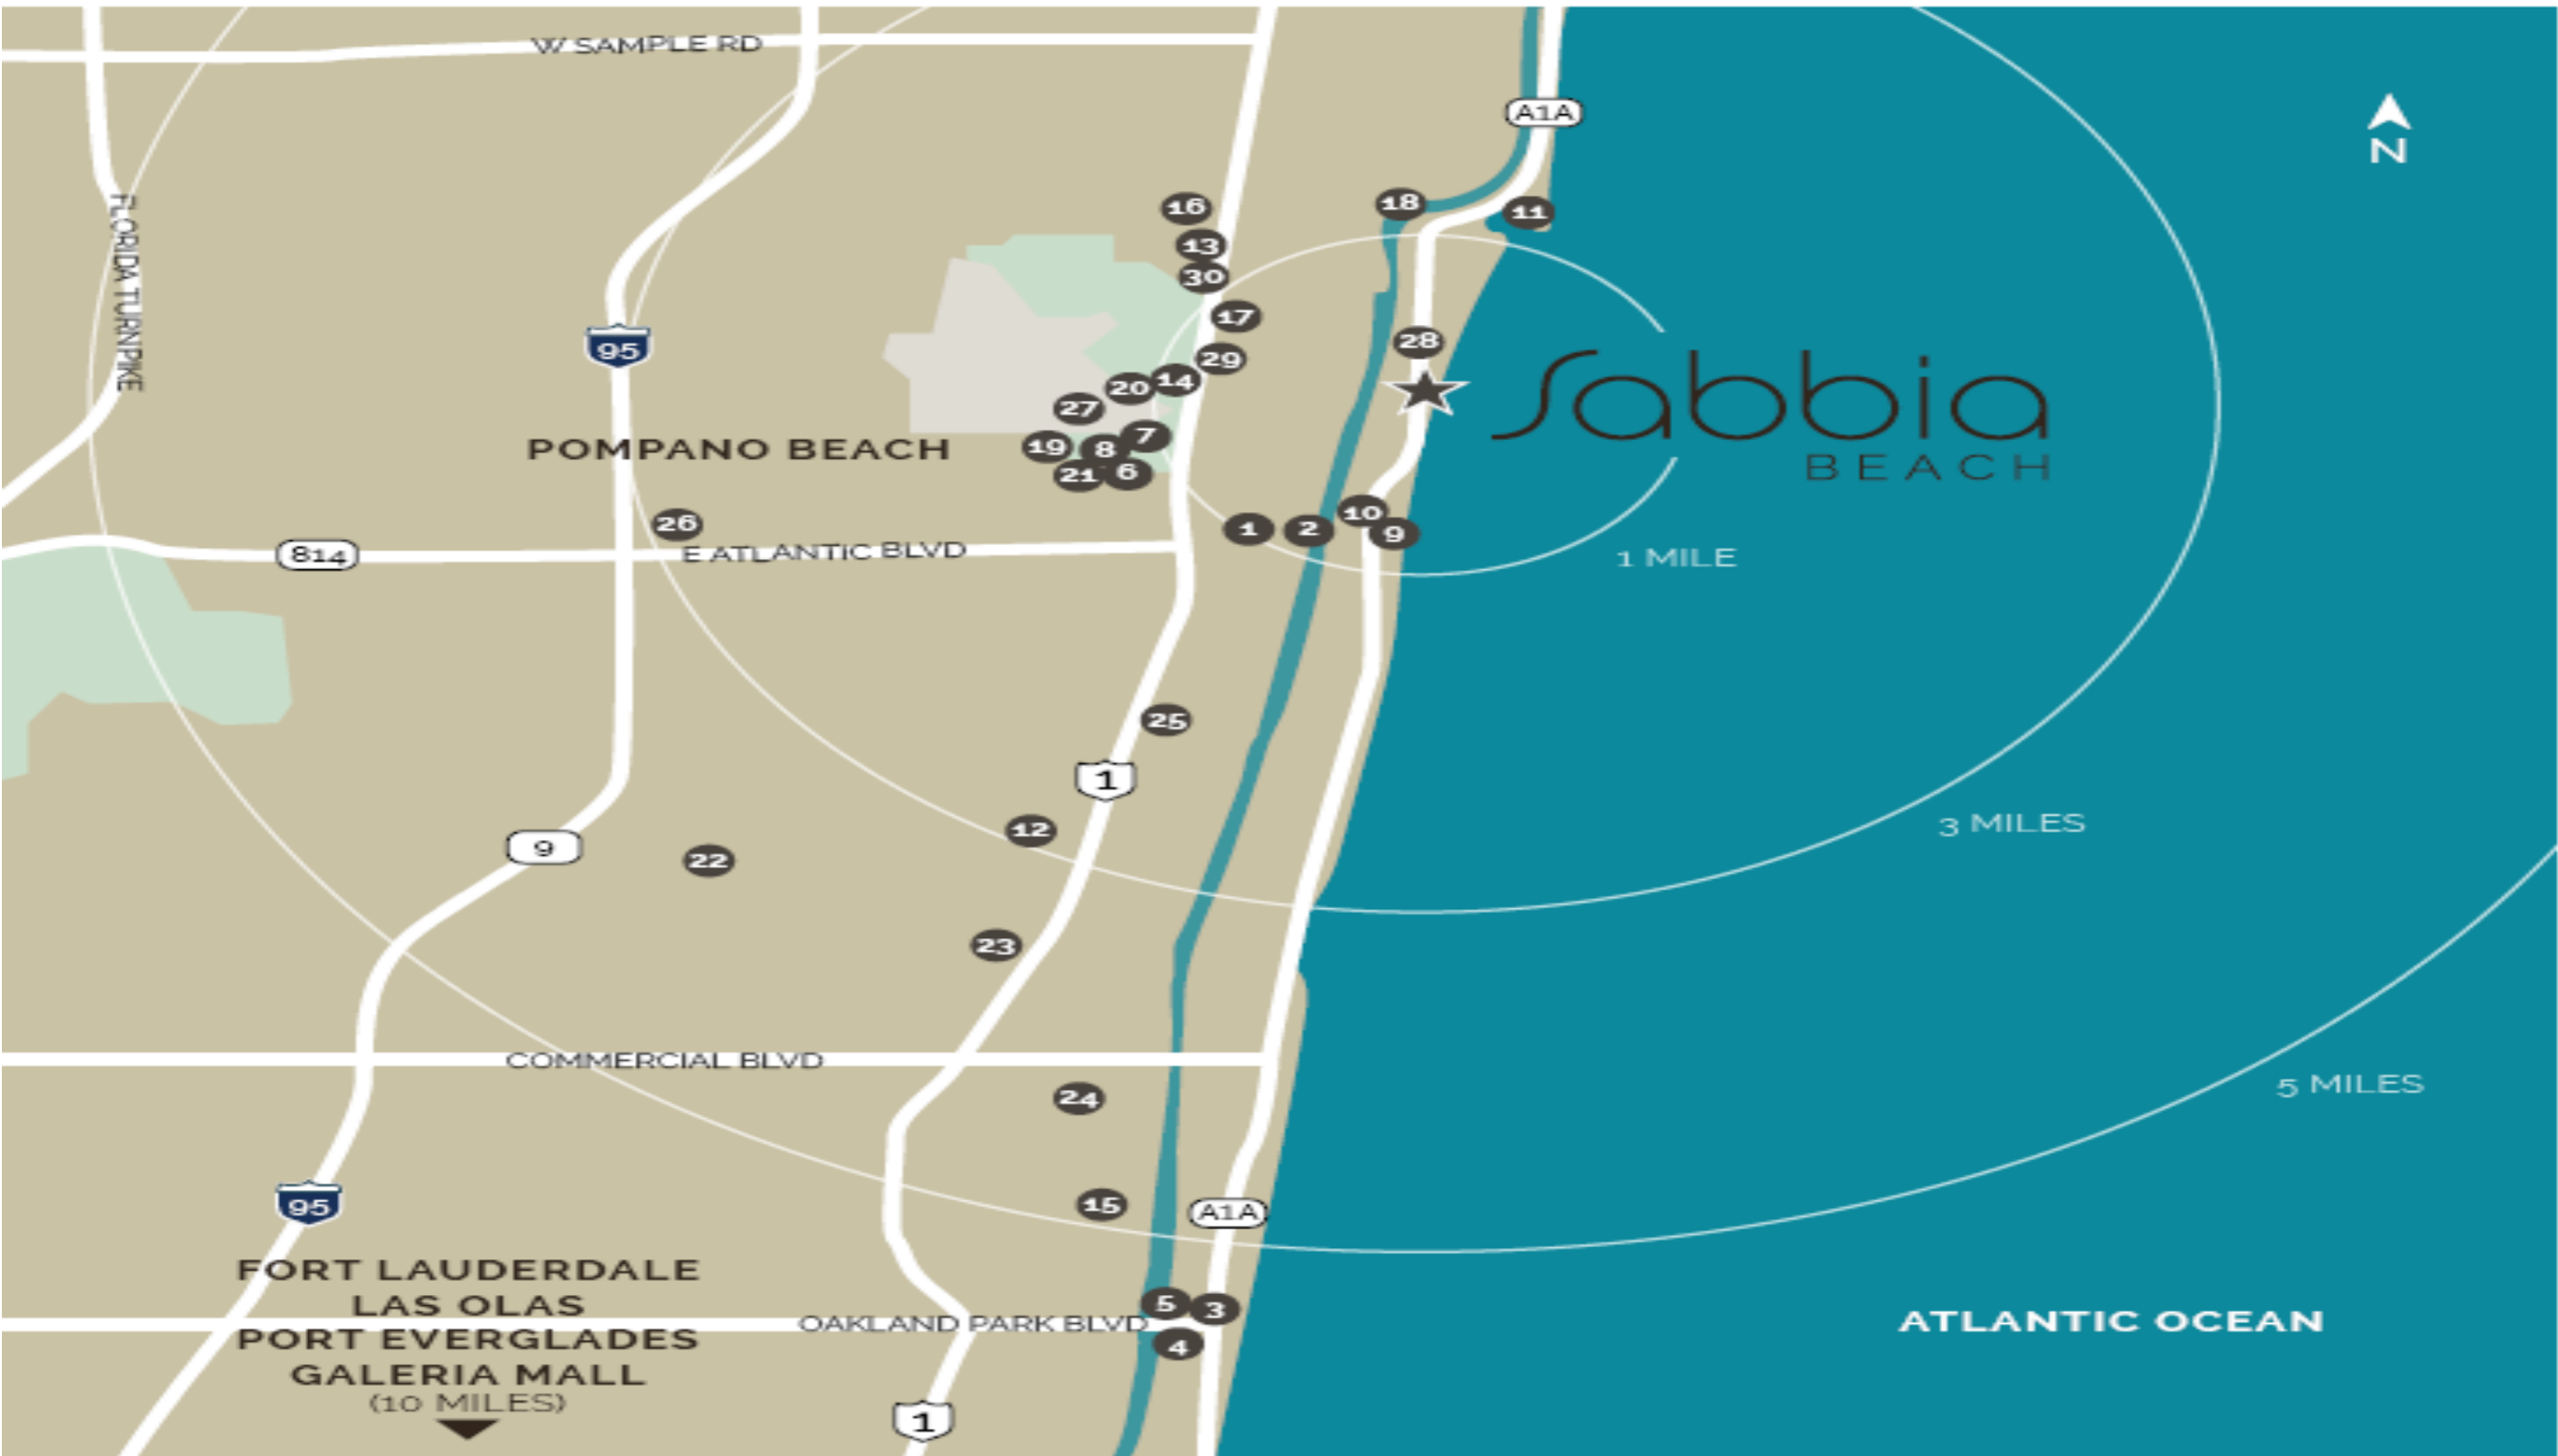 W SAMPLE RD
A1A
N
FLORIDA TURNPIKE
16
18
11
13
30
17
95
28
29
20
14
27
Sabbia
BEACH
POMPANO BEACH
19
8
7
21
6
26
1
2
10
9
814
E ATLANTIC BLVD
1 MILE
25
1
12
3 MILES
9
22
23
COMMERCIAL BLVD
24
5 MILES
95
15
A1A
FORT LAUDERDALE
LAS OLAS
PORT EVERGLADES
GALERIA MALL
(10 MILES)
5
3
OAKLAND PARK BLVD
4
ATLANTIC OCEAN
1